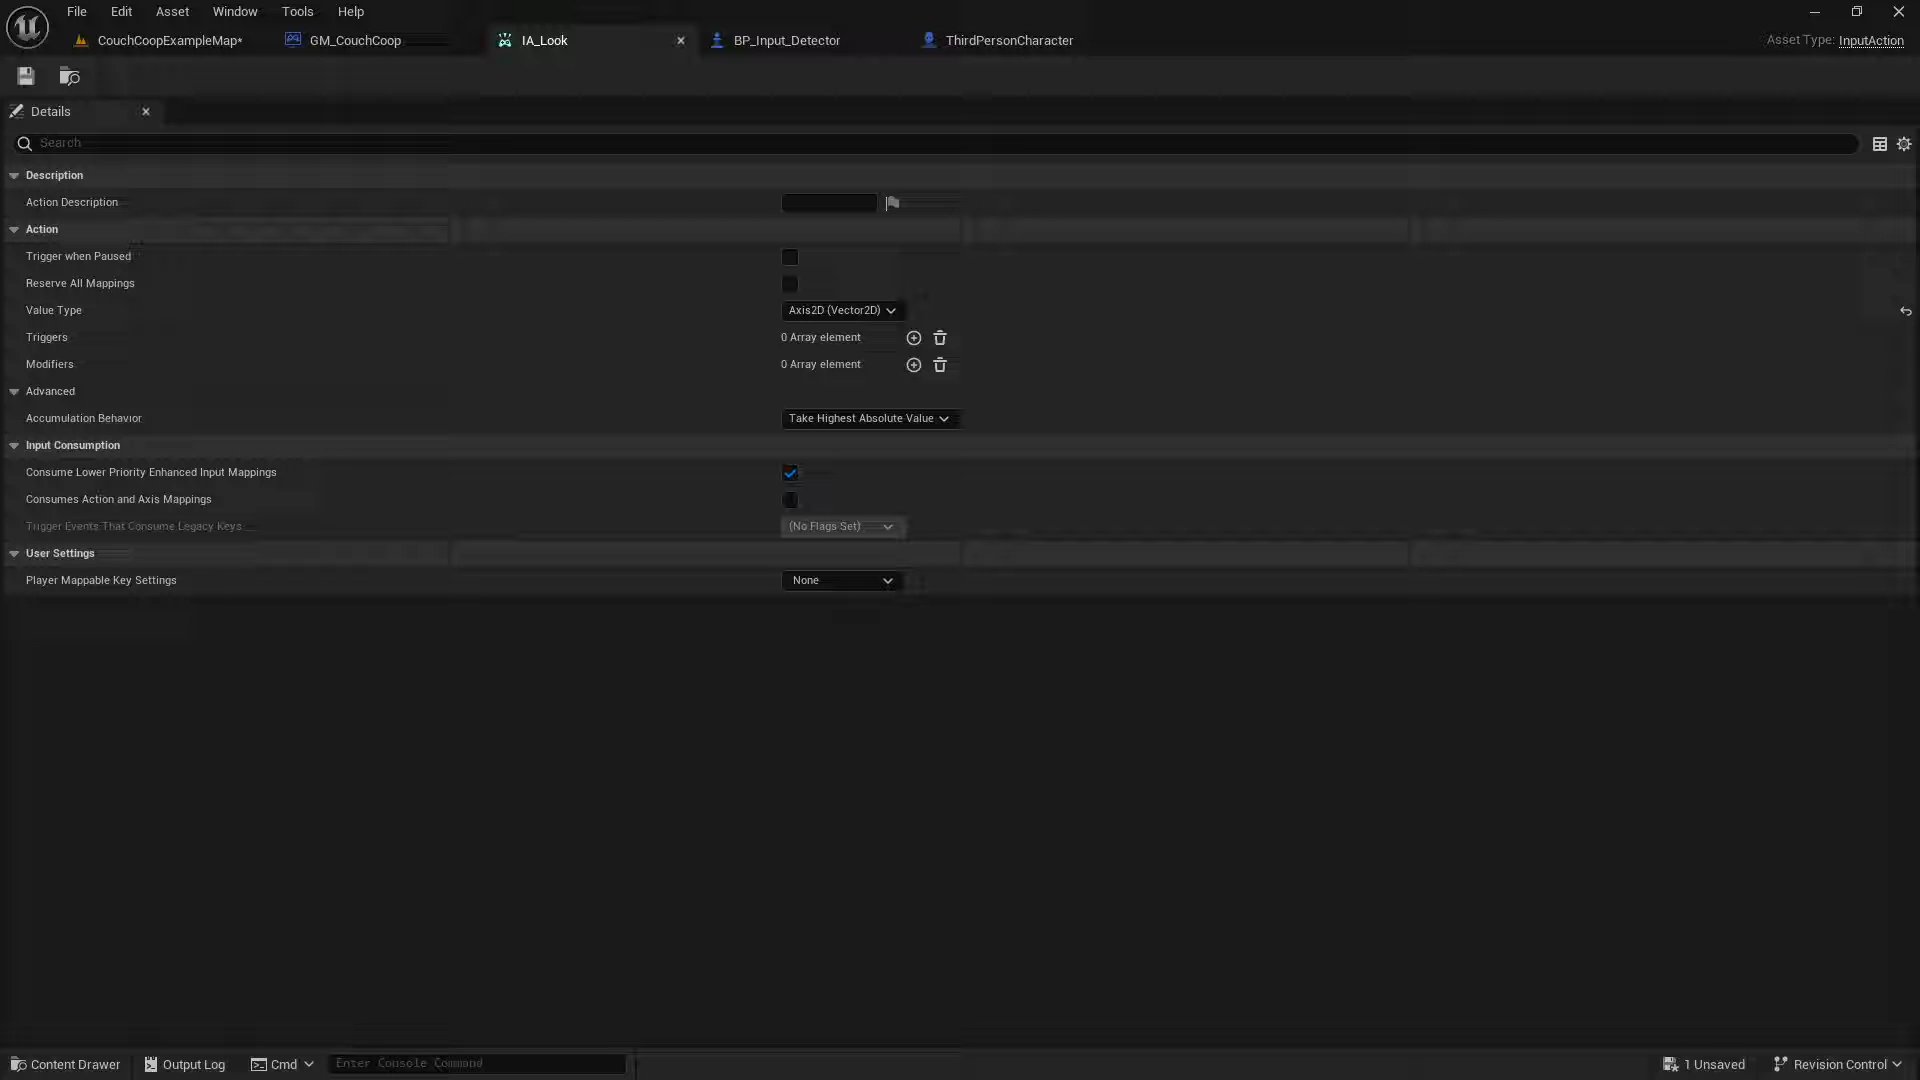 File Edit Asset Window Tools Help
CouchCoopExampleMap* GM_CouchCoop IA_Look BP_Input_Detector ThirdPersonCharacter Asset Type: InputAction
Details
Search
Description
Action Description
Action
Trigger when Paused
Reserve All Mappings
Value Type Axis2D (Vector2D)
Triggers 0 Array element
Modifiers 0 Array element
Advanced
Accumulation Behavior Take Highest Absolute Value
Input Consumption
Consume Lower Priority Enhanced Input Mappings
Consumes Action and Axis Mappings
Trigger Events That Consume Legacy Keys (No Flags Set)
User Settings
Player Mappable Key Settings None
Content Drawer Output Log Cmd Enter Console Command 1 Unsaved Revision Control